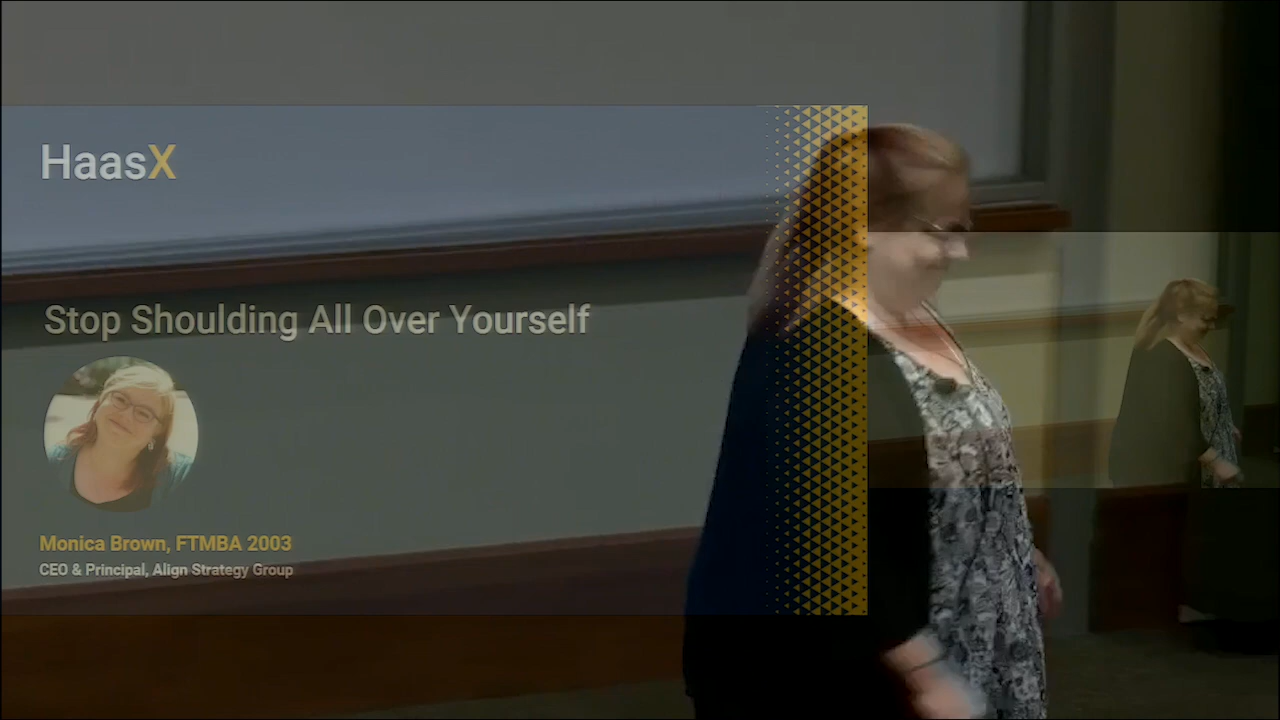 HaasX
Stop Shoulding All Over Yourself
Monica Brown, FTMBA 2003
CEO & Principal, Align Strategy Group